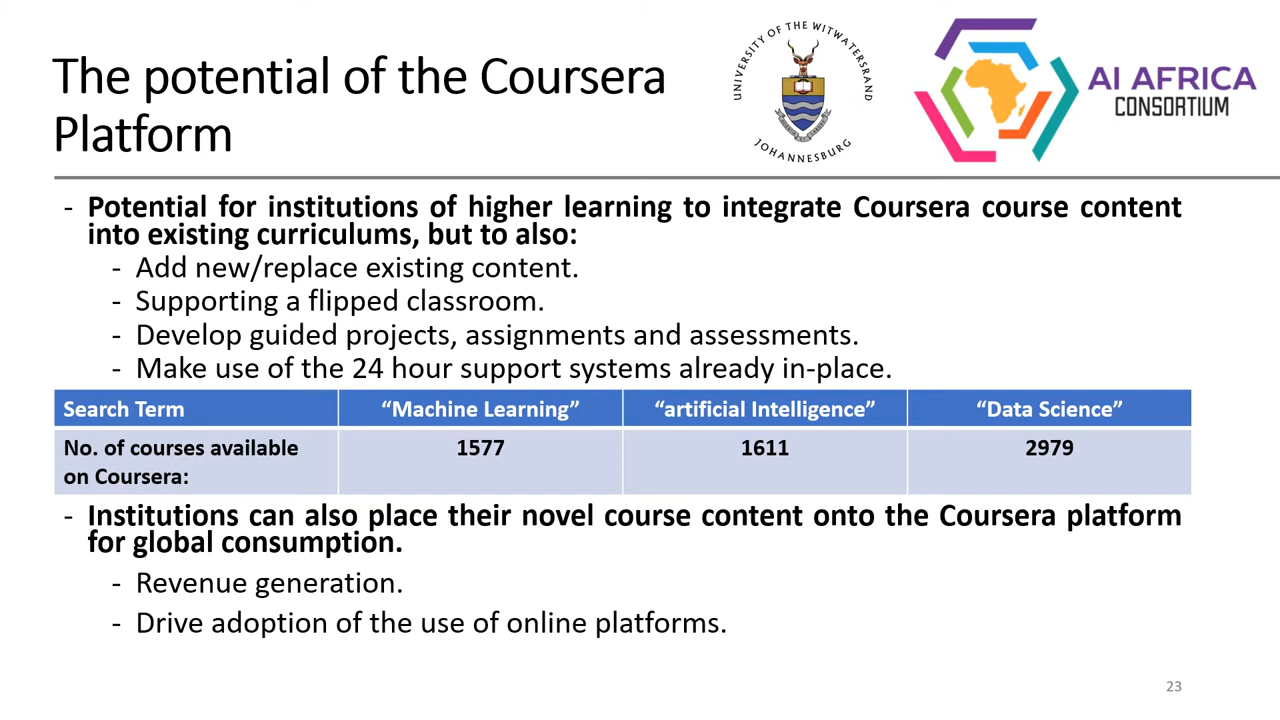 The potential of the Coursera
Platform
UNIVERSITY OF THE WITWATERSRAND
JOHANNESBURG
AI AFRICA
CONSORTIUM
- Potential for institutions of higher learning to integrate Coursera course content
into existing curriculums, but to also:
- Add new/replace existing content.
- Supporting a flipped classroom.
- Develop guided projects, assignments and assessments.
- Make use of the 24 hour support systems already in-place.
Search Term “Machine Learning” “artificial Intelligence” “Data Science”
No. of courses available 1577 1611 2979
on Coursera:
- Institutions can also place their novel course content onto the Coursera platform
for global consumption.
- Revenue generation.
- Drive adoption of the use of online platforms.
23